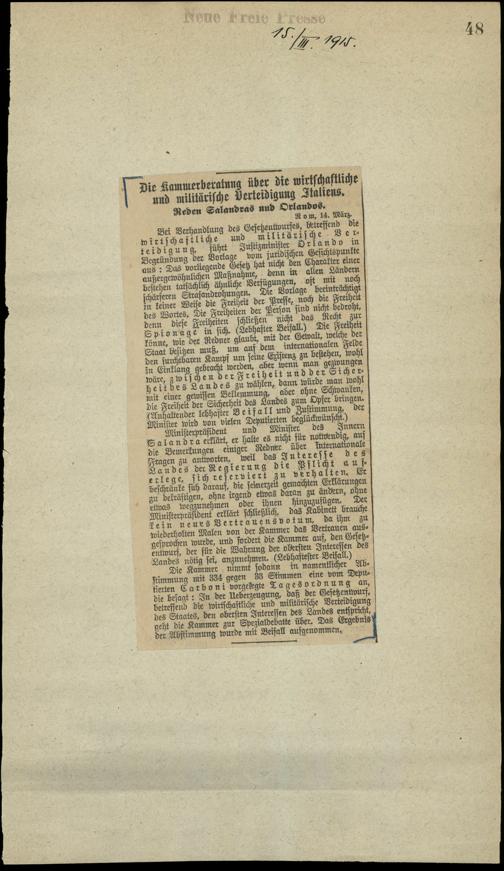 Neue Freie Presse
15./III. 1915.
48
Die Kammerberatung über die wirtschaftliche
und militärische Verteidigung Italiens.
Reden Salandras und Orlandos.
Rom, 14. März.
Bei Verhandlung des Gesetzentwurfes, betreffend die
wirtschaftliche und militärische Ver-
teidigung, führt Justizminister Orlando in
Begründung der Vorlage vom juridischen Gesichtspunkte
aus: Das vorliegende Gesetz hat nicht den Charakter einer
außergewöhnlichen Maßnahme, denn in allen Ländern
bestehen tatsächlich ähnliche Verfügungen, oft mit noch
schärferen Strafandrohungen. Die Vorlage beeinträchtigt
in keiner Weise die Freiheit der Presse, noch die Freiheit
des Wortes. Die Freiheiten der Person sind nicht bedroht,
denn diese Freiheiten schließen nicht das Recht zur
Spionage in sich. (Lebhafter Beifall.) Die Freiheit
könne, wie der Redner glaubt, mit der Gewalt, welche der
Staat besitzen muß, um auf dem internationalen Felde
den furchtbaren Kampf um seine Existenz zu bestehen, wohl
in Einklang gebracht werden, aber wenn man gezwungen
wäre, zwischen der Freiheit und der Sicher-
heit des Landes zu wählen, dann würde man wohl
mit einer gewissen Beklemmung, aber ohne Schwanken,
die Freiheit der Sicherheit des Landes zum Opfer bringen.
(Anhaltender lebhafter Beifall und Zustimmung, der
Minister wird von vielen Deputierten beglückwünscht.)
Ministerpräsident und Minister des Innern
Salandra erklärt, er halte es nicht für notwendig, auf
die Bemerkungen einiger Redner über internationale
Fragen zu antworten, weil das Interesse des
Landes der Regierung die Pflicht auf-
erlege, sich reserviert zu verhalten. Er
beschränke sich darauf, die seinerzeit gemachten Erklärungen
zu bekräftigen, ohne irgend etwas daran zu ändern, ohne
etwas wegzunehmen oder ihnen hinzuzufügen. Der
Ministerpräsident erklärt schließlich, das Kabinett brauche
kein neues Vertrauensvotum, da ihm zu
wiederholten Malen von der Kammer das Vertrauen aus-
gesprochen wurde, und fordert die Kammer auf, den Gesetz-
entwurf, der für die Wahrung der obersten Interessen des
Landes nötig sei, anzunehmen. (Lebhaftester Beifall.)
Die Kammer nimmt sodann in namentlicher Ab-
stimmung mit 334 gegen 33 Stimmen eine vom Depu-
tierten Carboni vorgelegte Tagesordnung an,
die besagt: In der Ueberzeugung, daß der Gesetzentwurf,
betreffend die wirtschaftliche und militärische Verteidigung
des Staates, den obersten Interessen des Landes entspricht,
geht die Kammer zur Spezialdebatte über. Das Ergebnis
der Abstimmung wurde mit Beifall aufgenommen.